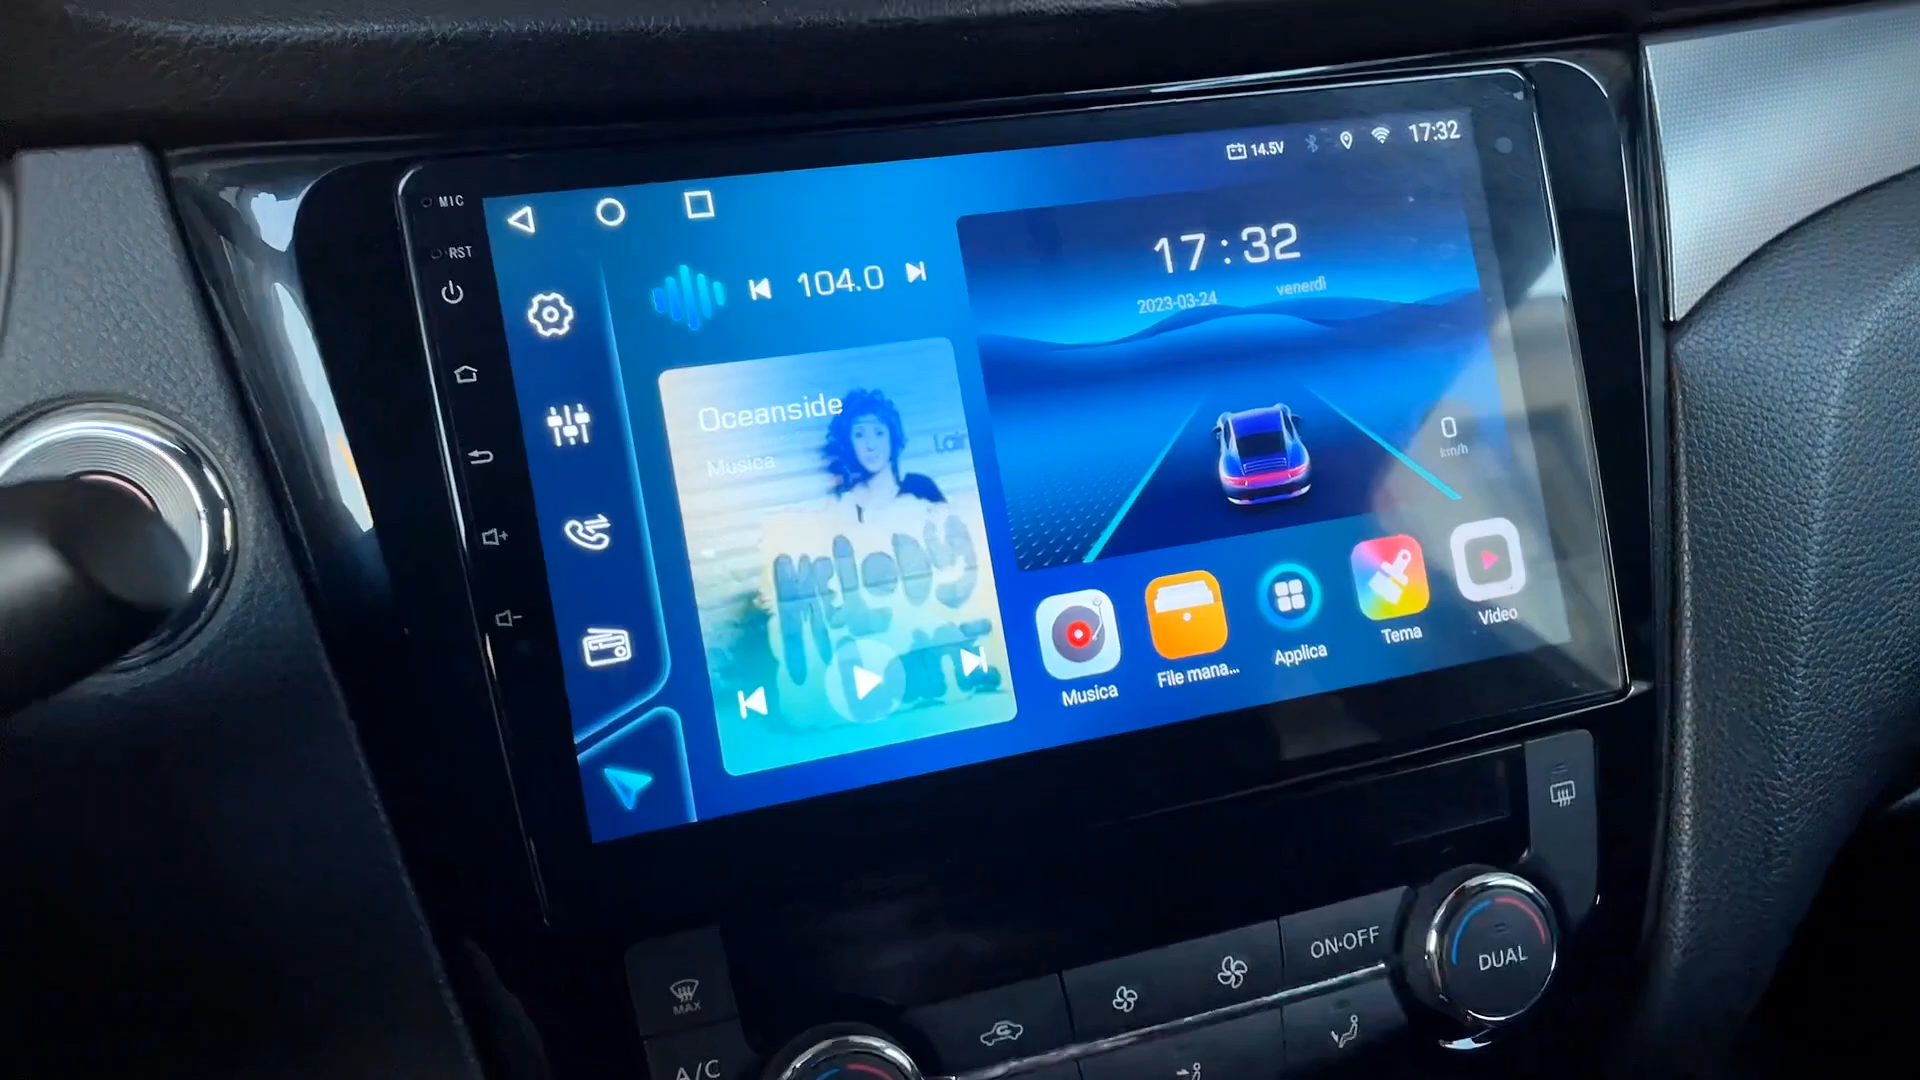 MIC
RST
14.5V
17:32
104.0
17:32
2023-03-24 venerdì
Oceanside
Musica
Melody
0
km/h
Musica
File mana...
Applica
Tema
Video
MAX
A/C
ON·OFF
DUAL